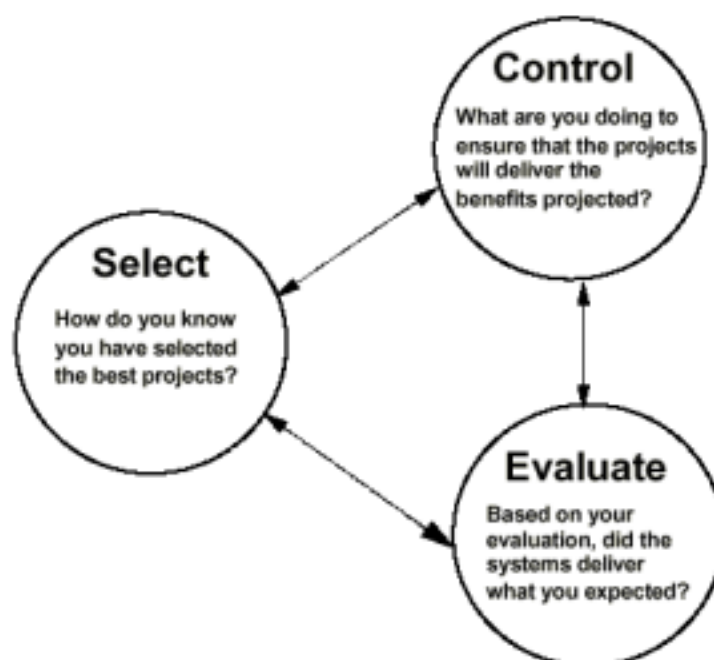 Control
What are you doing to
ensure that the projects
will deliver the
benefits projected?
Select
How do you know
you have selected
the best projects?
Evaluate
Based on your
evaluation, did the
systems deliver
what you expected?